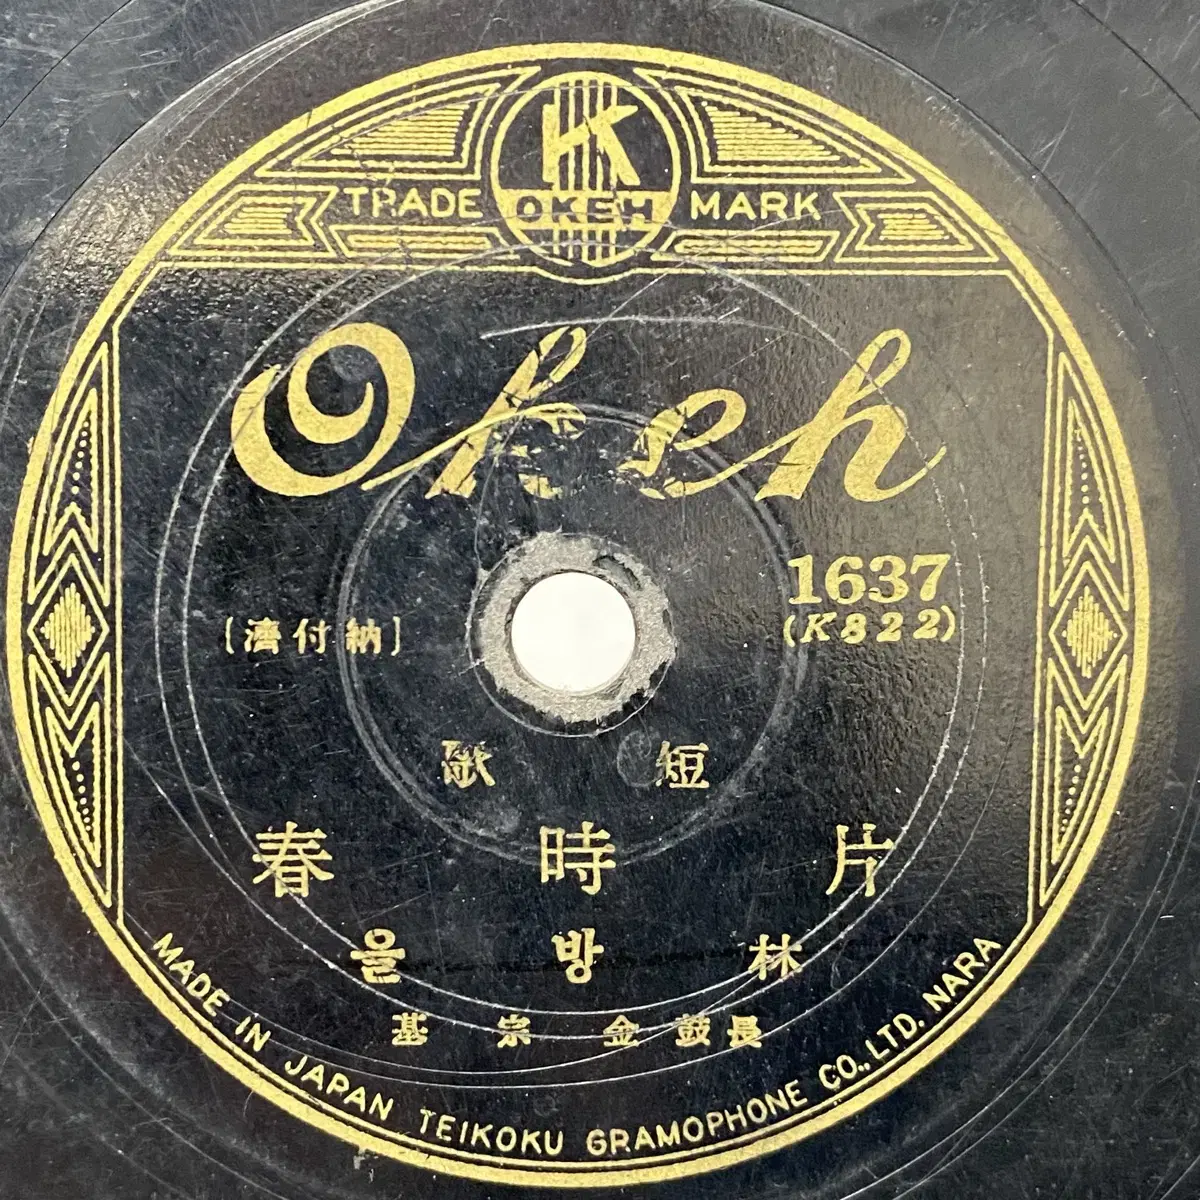 K
TRADE OKEH MARK
Okeh
1637
[納付濟]
(K822)
短歌
片時春
林방울
長鼓 金宗基
MADE IN JAPAN TEIKOKU GRAMOPHONE CO., LTD. NARA